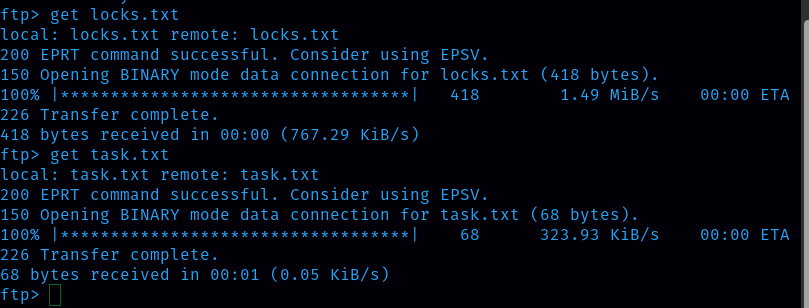 ftp> get locks.txt
local: locks.txt remote: locks.txt
200 EPRT command successful. Consider using EPSV.
150 Opening BINARY mode data connection for locks.txt (418 bytes).
100% |***********************************|   418        1.49 MiB/s    00:00 ETA
226 Transfer complete.
418 bytes received in 00:00 (767.29 KiB/s)
ftp> get task.txt
local: task.txt remote: task.txt
200 EPRT command successful. Consider using EPSV.
150 Opening BINARY mode data connection for task.txt (68 bytes).
100% |***********************************|    68      323.93 KiB/s    00:00 ETA
226 Transfer complete.
68 bytes received in 00:01 (0.05 KiB/s)
ftp>